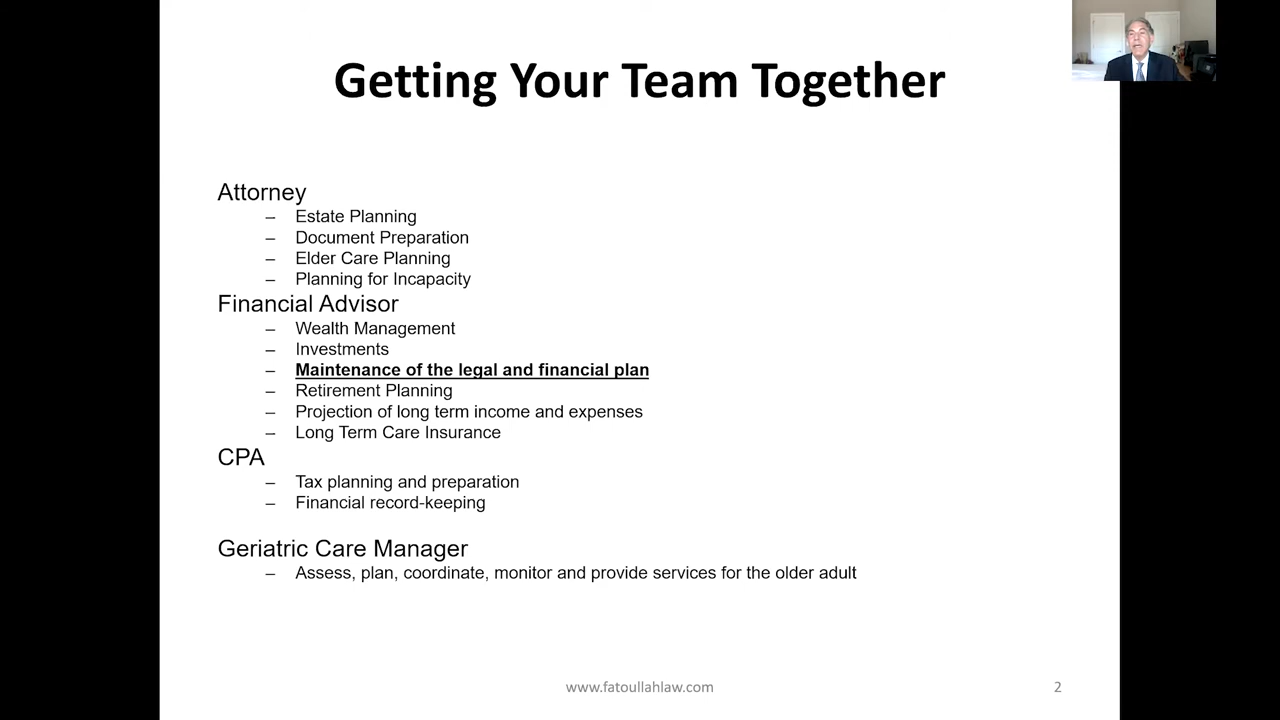 Getting Your Team Together
Attorney
– Estate Planning
– Document Preparation
– Elder Care Planning
– Planning for Incapacity
Financial Advisor
– Wealth Management
– Investments
– Maintenance of the legal and financial plan
– Retirement Planning
– Projection of long term income and expenses
– Long Term Care Insurance
CPA
– Tax planning and preparation
– Financial record-keeping
Geriatric Care Manager
– Assess, plan, coordinate, monitor and provide services for the older adult
www.fatoullahlaw.com 2